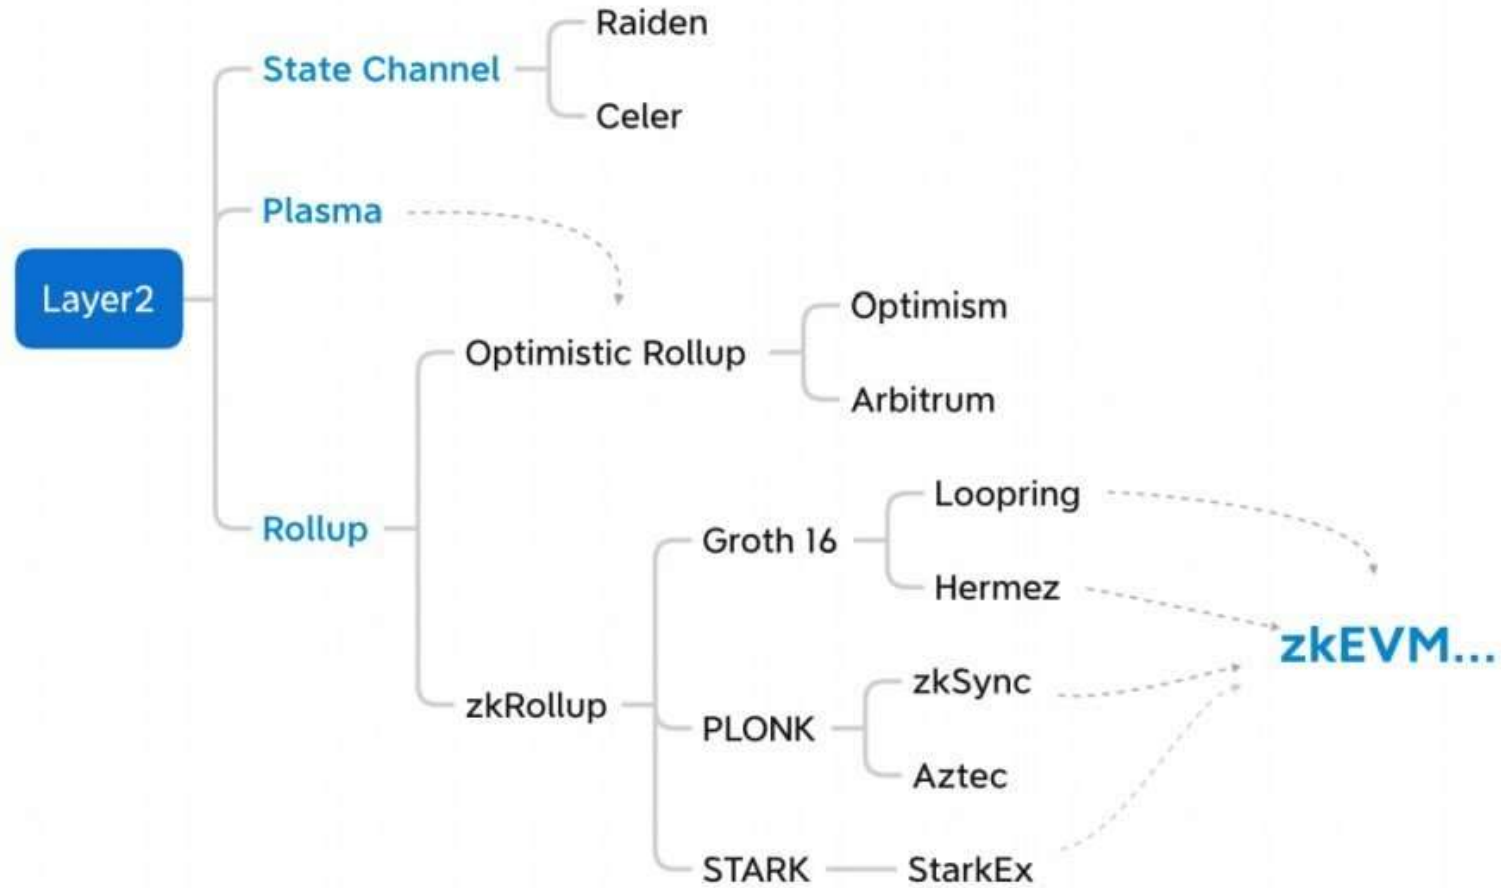 Raiden
State Channel
Celer
Plasma
Layer2
Optimism
Optimistic Rollup
Arbitrum
Loopring
Rollup
Groth 16
Hermez
zkEVM...
zkSync
zkRollup
PLONK
Aztec
STARK
StarkEx